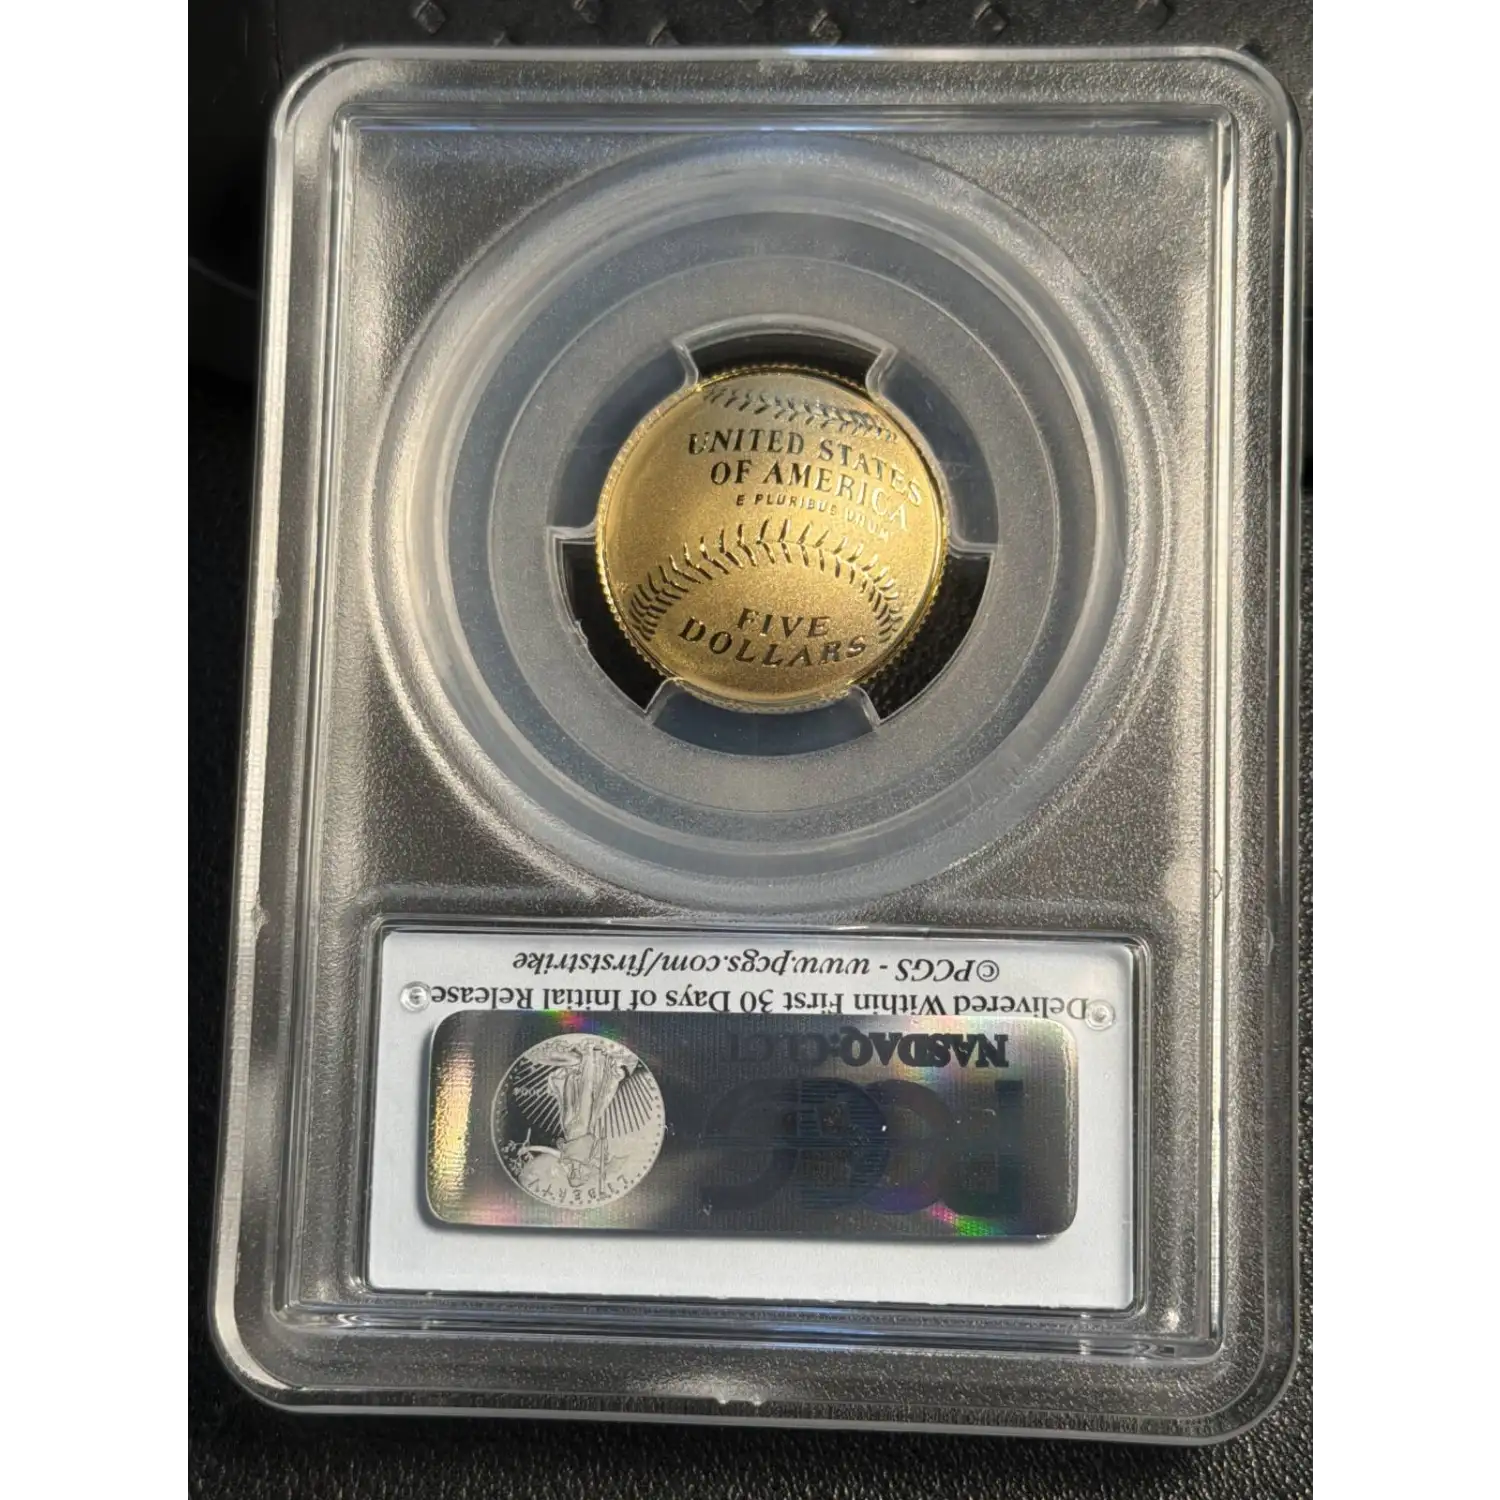 UNITED STATES
OF AMERICA
E PLURIBUS UNUM
FIVE
DOLLARS
©PCGS - www.pcgs.com/firststrike
Delivered Within First 30 Days of Initial Release
NASDAQ:CLCT
PCGS
LIBERTY